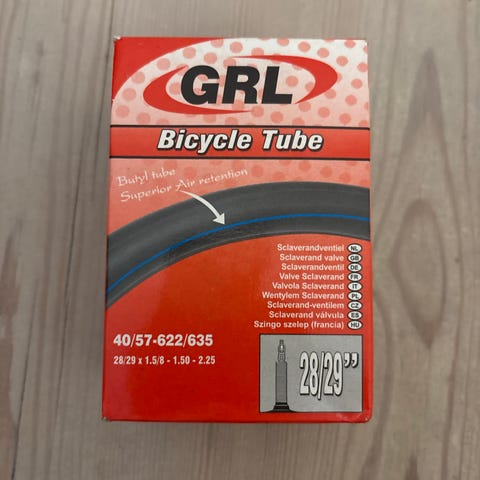 GRL
Bicycle Tube
Butyl tube
Superior Air retention
Sclaverandventiel NL
Sclaverand valve GB
Sclaverandventil DE
Valve Sclaverand FR
Valvola Sclaverand IT
Wentylem Sclaverand PL
Sclaverand-ventilem CZ
Sclaverand válvula ES
Szingo szelep (francia) HU
40/57-622/635
28/29 x 1.5/8 - 1.50 - 2.25
28/29”